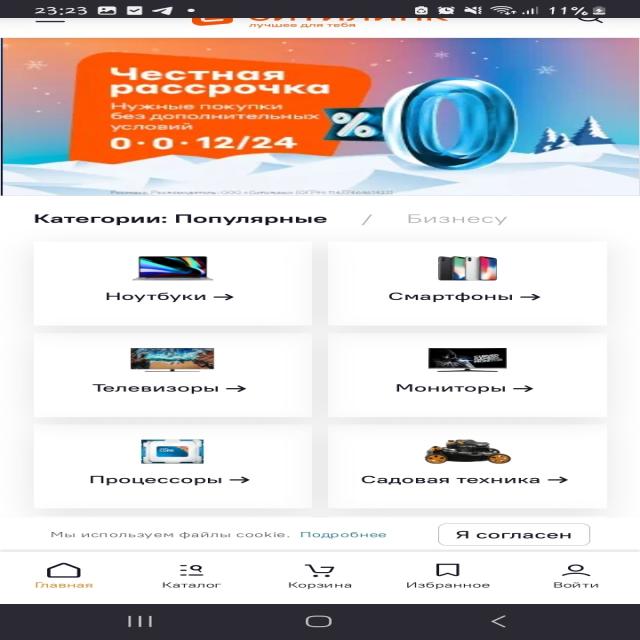 23:23 11%
СИТИЛИНК
лучшее для тебя
Честная
рассрочка
Нужные покупки
без дополнительных
условий
0·0·12/24
%0
Категории: Популярные / Бизнесу
Ноутбуки → Смартфоны →
Телевизоры → Мониторы →
Процессоры → Садовая техника →
Мы используем файлы cookie. Подробнее Я согласен
Главная Каталог Корзина Избранное Войти